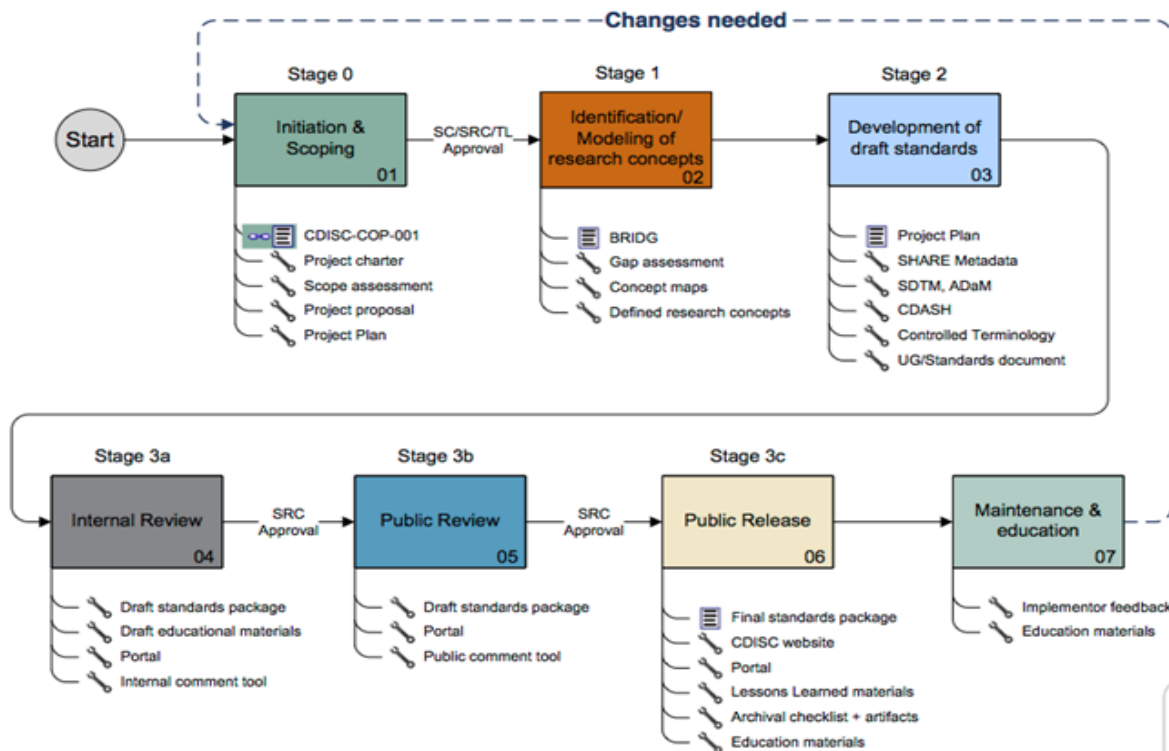 Changes needed
Stage 0
Stage 1
Stage 2
Start
Initiation &
Scoping
01
SC/SRC/TL
Approval
Identification/
Modeling of
research concepts
02
Development of
draft standards
03
CDISC-COP-001
Project charter
Scope assessment
Project proposal
Project Plan
BRIDG
Gap assessment
Concept maps
Defined research concepts
Project Plan
SHARE Metadata
SDTM, ADaM
CDASH
Controlled Terminology
UG/Standards document
Stage 3a
Stage 3b
Stage 3c
Internal Review
04
SRC
Approval
Public Review
05
SRC
Approval
Public Release
06
Maintenance &
education
07
Draft standards package
Draft educational materials
Portal
Internal comment tool
Draft standards package
Portal
Public comment tool
Final standards package
CDISC website
Portal
Lessons Learned materials
Archival checklist + artifacts
Education materials
Implementor feedback
Education materials